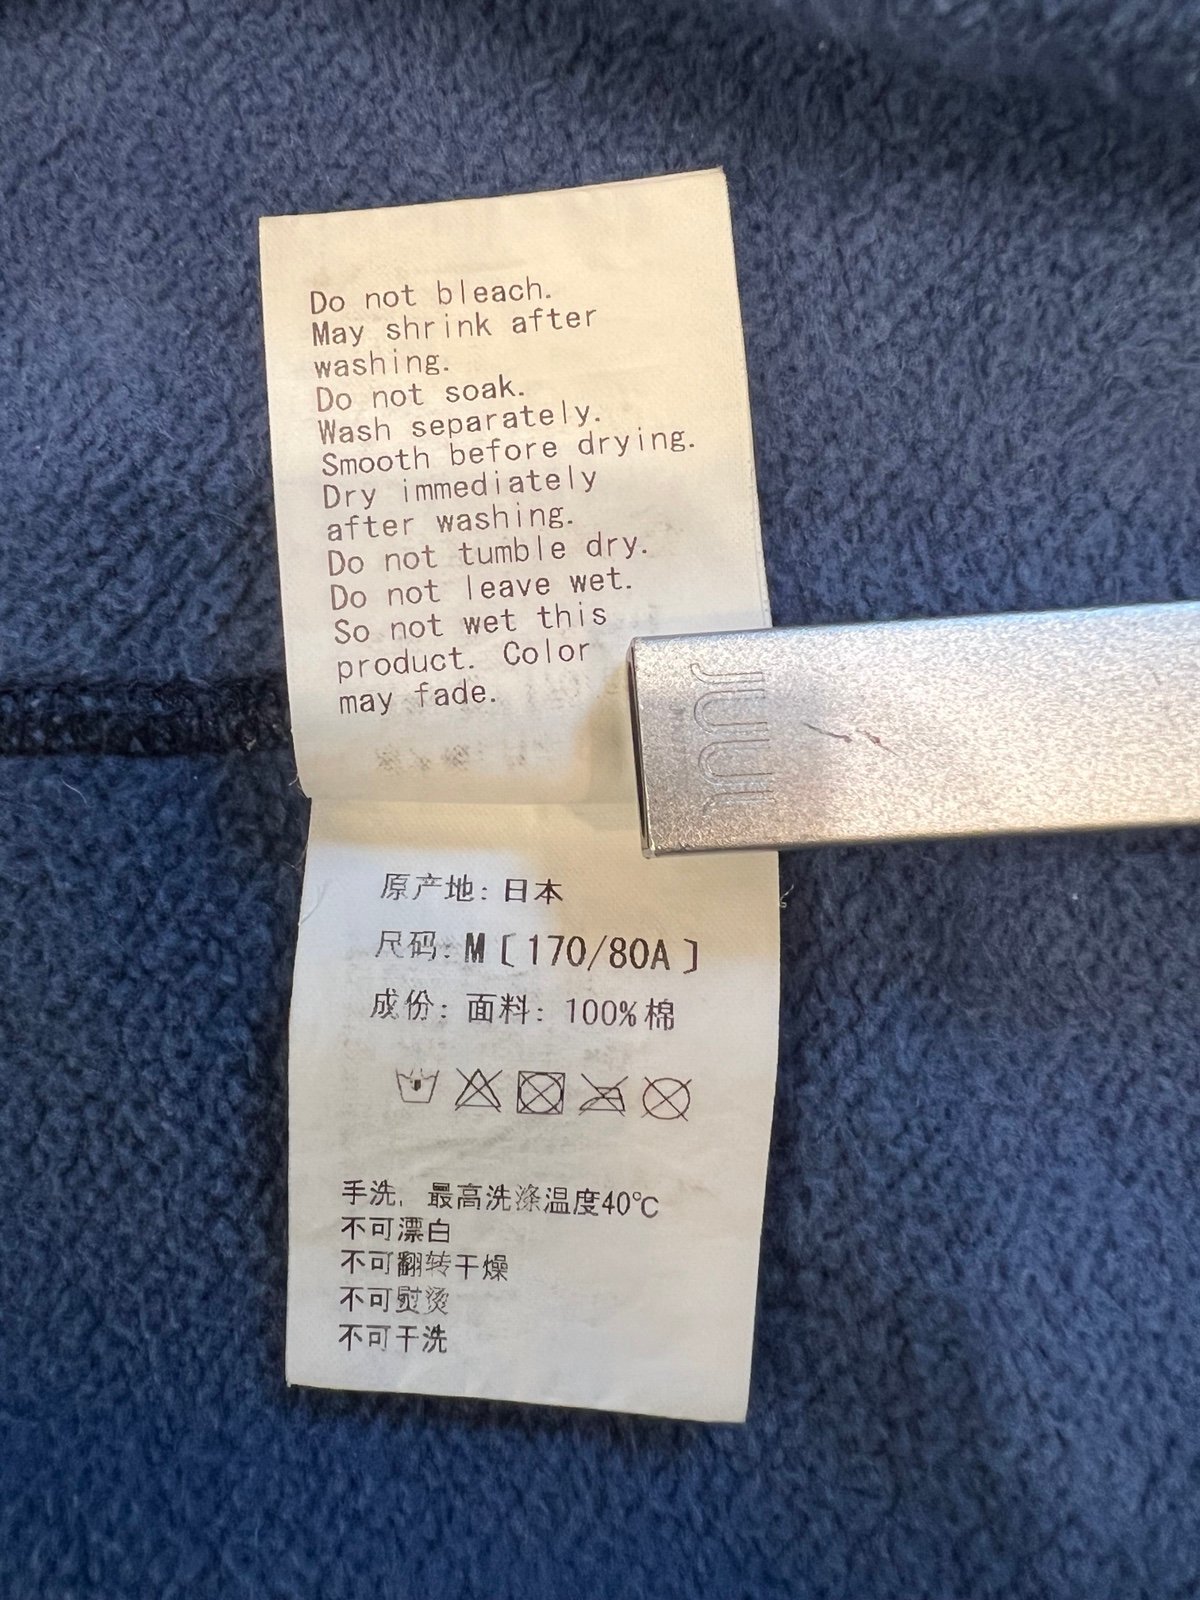 Do not bleach.
May shrink after
washing.
Do not soak.
Wash separately.
Smooth before drying.
Dry immediately
after washing.
Do not tumble dry.
Do not leave wet.
So not wet this
product. Color
may fade.
原产地: 日本
尺码: M [170/80A]
成份: 面料: 100%棉
手洗, 最高洗涤温度40℃
不可漂白
不可翻转干燥
不可熨烫
不可干洗